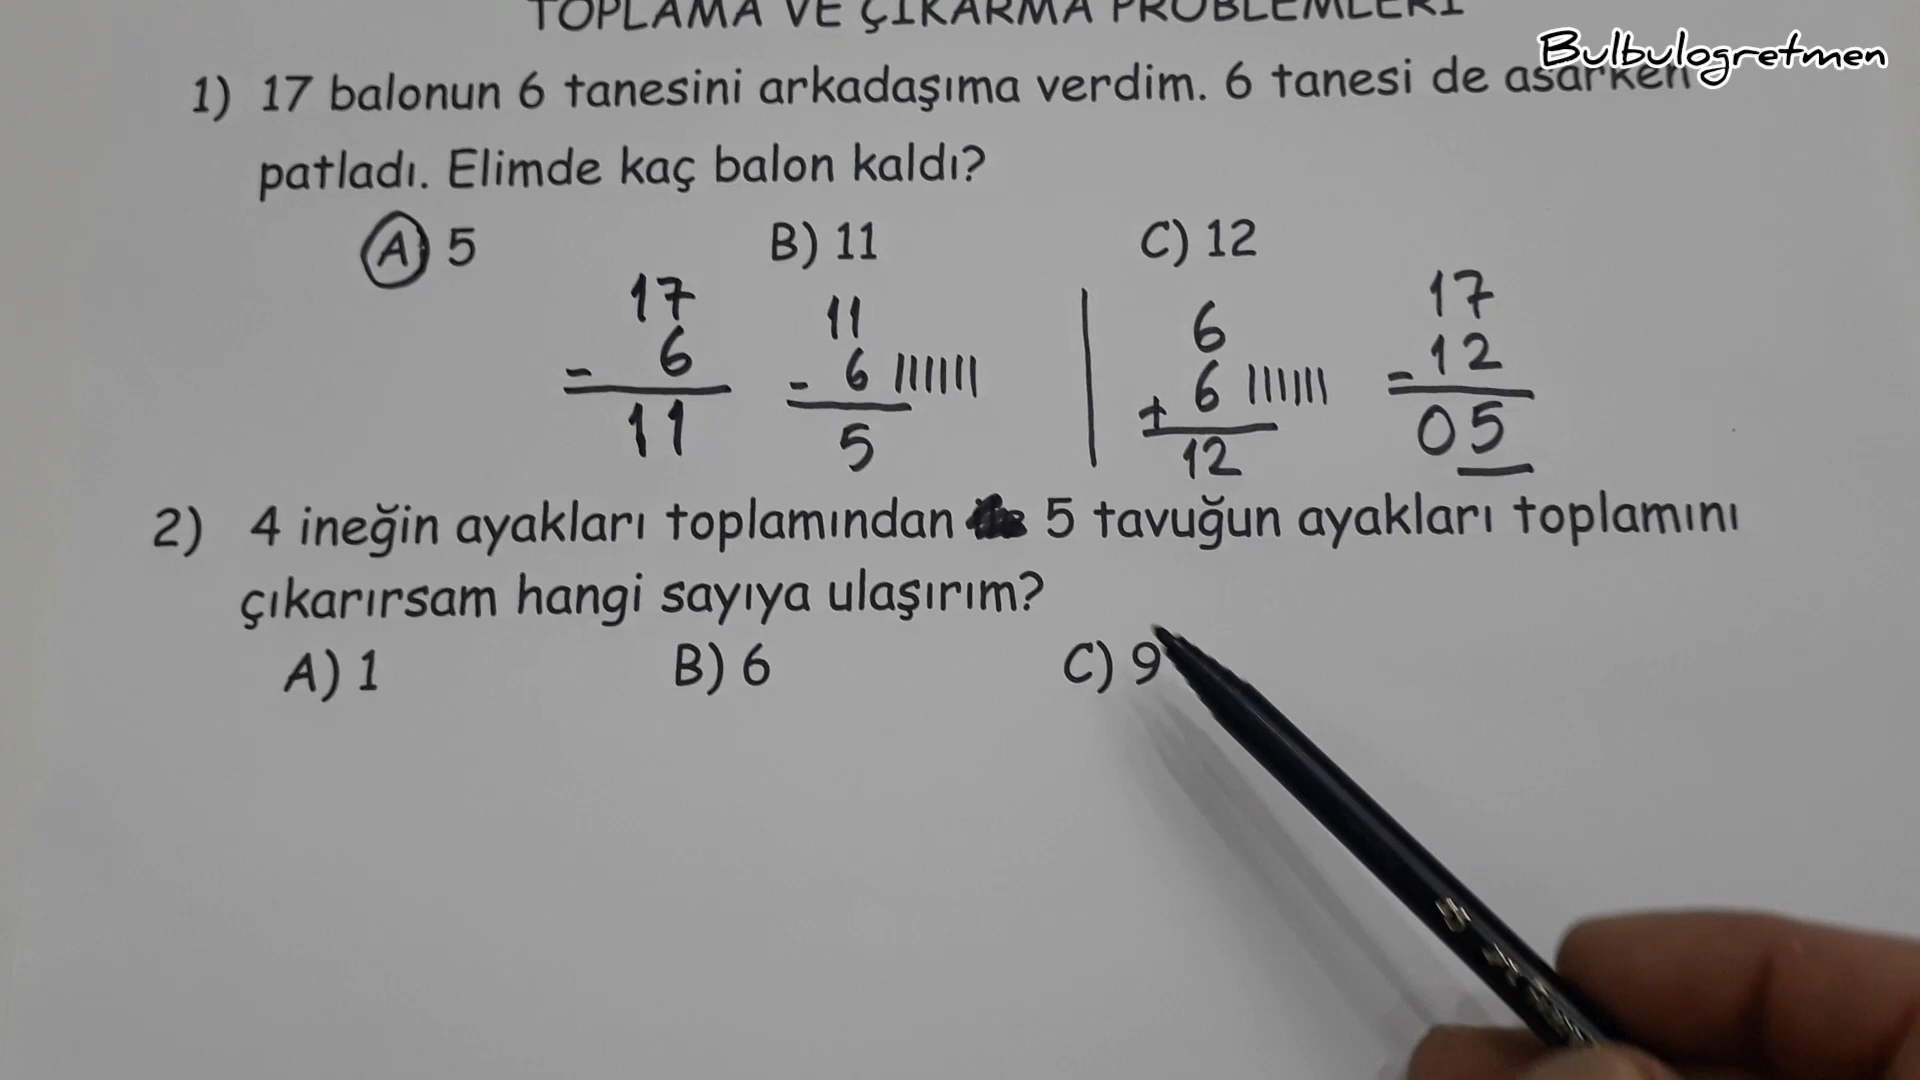 TOPLAMA VE ÇIKARMA PROBLEMLERİ
Bulbulogretmen
1) 17 balonun 6 tanesini arkadaşıma verdim. 6 tanesi de asarken
patladı. Elimde kaç balon kaldı?
A) 5 B) 11 C) 12
17 11 6 17
- 6 - 6 + 6 - 12
11 5 12 05
2) 4 ineğin ayakları toplamından 5 tavuğun ayakları toplamını
çıkarırsam hangi sayıya ulaşırım?
A) 1 B) 6 C) 9